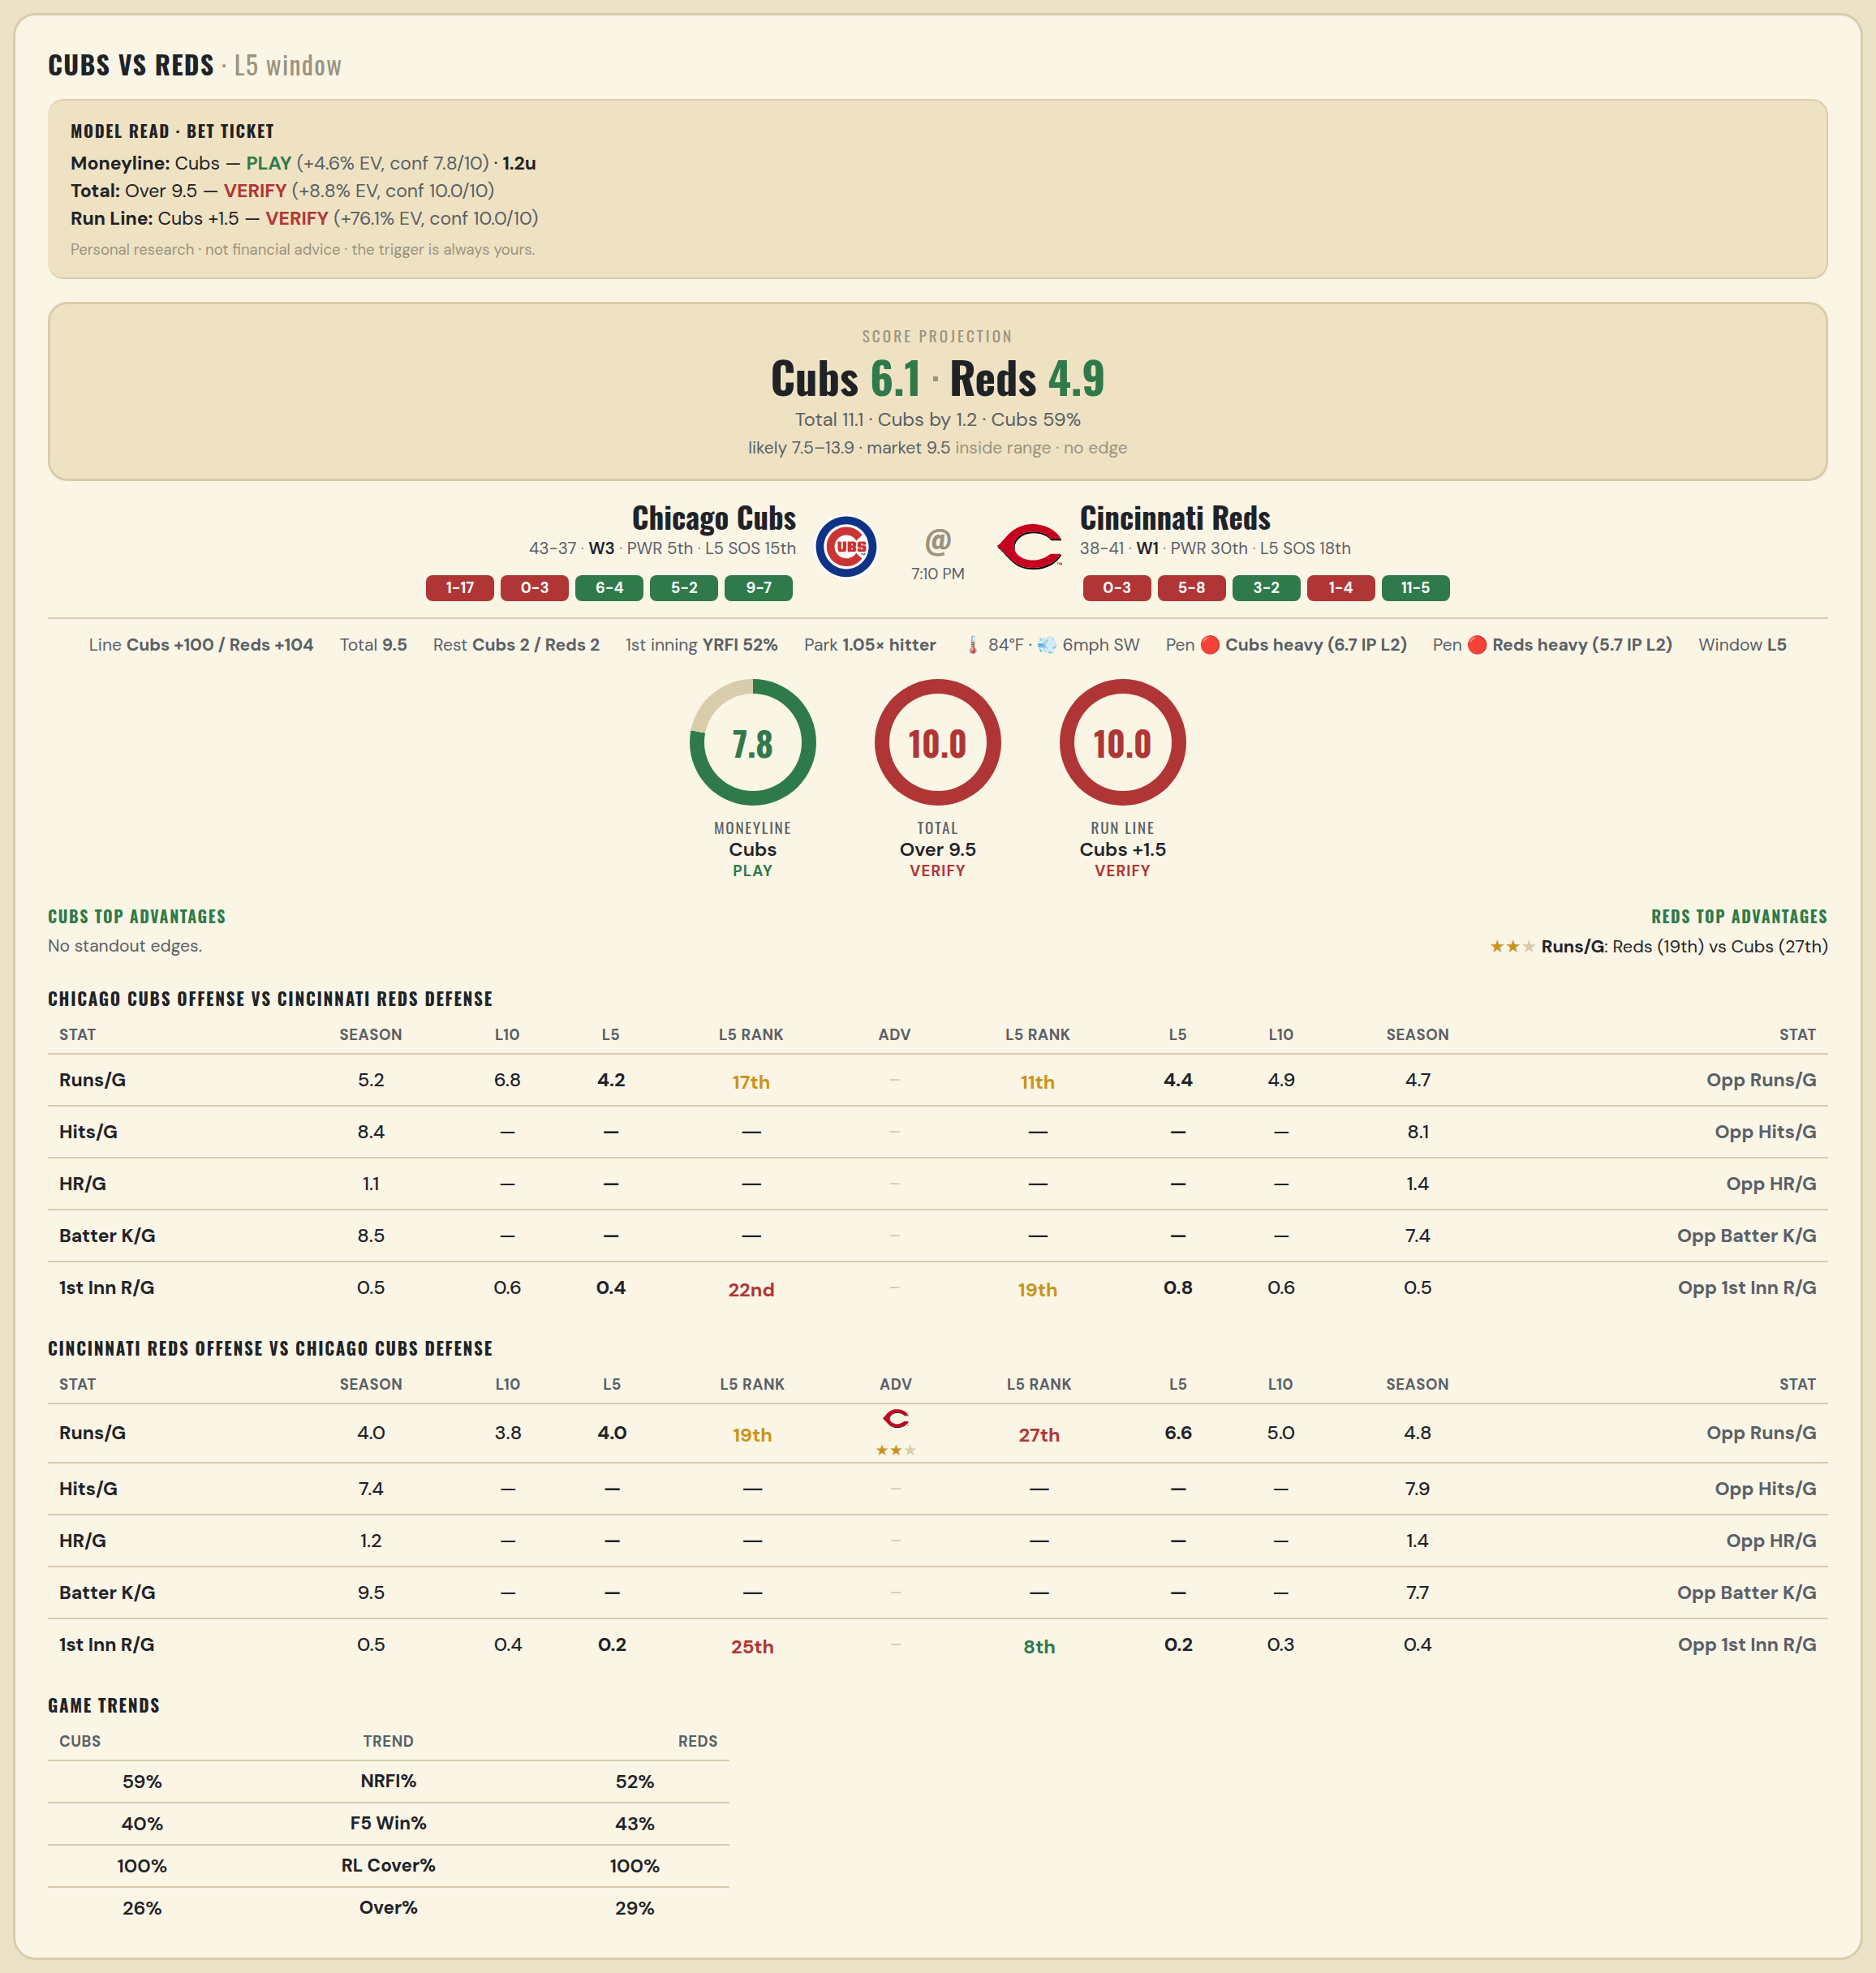 CUBS VS REDS · L5 window
MODEL READ · BET TICKET
Moneyline: Cubs — PLAY (+4.6% EV, conf 7.8/10) · 1.2u
Total: Over 9.5 — VERIFY (+8.8% EV, conf 10.0/10)
Run Line: Cubs +1.5 — VERIFY (+76.1% EV, conf 10.0/10)
Personal research · not financial advice · the trigger is always yours.
SCORE PROJECTION
Cubs 6.1 · Reds 4.9
Total 11.1 · Cubs by 1.2 · Cubs 59%
likely 7.5–13.9 · market 9.5 inside range · no edge
Chicago Cubs
43-37 · W3 · PWR 5th · L5 SOS 15th
1-17 0-3 6-4 5-2 9-7
CUBS
@
7:10 PM
Cincinnati Reds
38-41 · W1 · PWR 30th · L5 SOS 18th
0-3 5-8 3-2 1-4 11-5
Line Cubs +100 / Reds +104 Total 9.5 Rest Cubs 2 / Reds 2 1st inning YRFI 52% Park 1.05× hitter 🌡️ 84°F · 💨 6mph SW Pen 🔴 Cubs heavy (6.7 IP L2) Pen 🔴 Reds heavy (5.7 IP L2) Window L5
7.8 10.0 10.0
MONEYLINE TOTAL RUN LINE
Cubs Over 9.5 Cubs +1.5
PLAY VERIFY VERIFY
CUBS TOP ADVANTAGES
No standout edges.
REDS TOP ADVANTAGES
★★★ Runs/G: Reds (19th) vs Cubs (27th)
CHICAGO CUBS OFFENSE VS CINCINNATI REDS DEFENSE
STAT SEASON L10 L5 L5 RANK ADV L5 RANK L5 L10 SEASON STAT
Runs/G 5.2 6.8 4.2 17th — 11th 4.4 4.9 4.7 Opp Runs/G
Hits/G 8.4 — — — — — — — 8.1 Opp Hits/G
HR/G 1.1 — — — — — — — 1.4 Opp HR/G
Batter K/G 8.5 — — — — — — — 7.4 Opp Batter K/G
1st Inn R/G 0.5 0.6 0.4 22nd — 19th 0.8 0.6 0.5 Opp 1st Inn R/G
CINCINNATI REDS OFFENSE VS CHICAGO CUBS DEFENSE
STAT SEASON L10 L5 L5 RANK ADV L5 RANK L5 L10 SEASON STAT
Runs/G 4.0 3.8 4.0 19th ★★★ 27th 6.6 5.0 4.8 Opp Runs/G
Hits/G 7.4 — — — — — — — 7.9 Opp Hits/G
HR/G 1.2 — — — — — — — 1.4 Opp HR/G
Batter K/G 9.5 — — — — — — — 7.7 Opp Batter K/G
1st Inn R/G 0.5 0.4 0.2 25th — 8th 0.2 0.3 0.4 Opp 1st Inn R/G
GAME TRENDS
CUBS TREND REDS
59% NRFI% 52%
40% F5 Win% 43%
100% RL Cover% 100%
26% Over% 29%